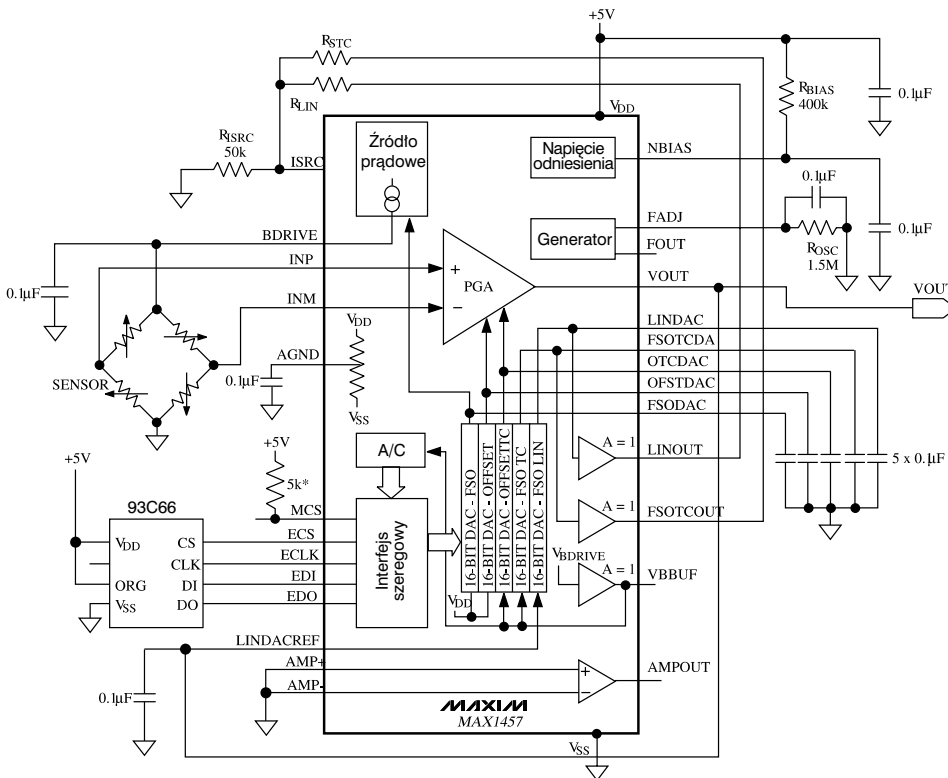 +5V
RSTC
RLIN
RBIAS
400k
0.1µF
VDD
RISRC
50k
ISRC
Źródło
prądowe
Napięcie
odniesienia
NBIAS
0.1µF
FADJ
0.1µF
Generator
ROSC
1.5M
FOUT
BDRIVE
INP
+
PGA
−
VOUT
VOUT
0.1µF
INM
VDD
LINDAC
FSOTCDA
OTCDAC
OFSTDAC
FSODAC
AGND
0.1µF
SENSOR
VSS
+5V
A/C
A = 1
LINOUT
5 x 0.1µF
+5V
5k*
16-BIT DAC - FSO
16-BIT DAC - OFFSET
16-BIT DAC - OFFSETTC
16-BIT DAC - FSO TC
16-BIT DAC - FSO LIN
93C66
MCS
A = 1
FSOTCOUT
VDD
CS
ECS
Interfejs
szeregowy
CLK
ECLK
VBDRIVE
A = 1
VBBUF
ORG
DI
EDI
VSS
DO
EDO
VDD
LINDACREF
AMP+
+
AMPOUT
AMP-
−
0.1µF
MAXIM
MAX1457
VSS